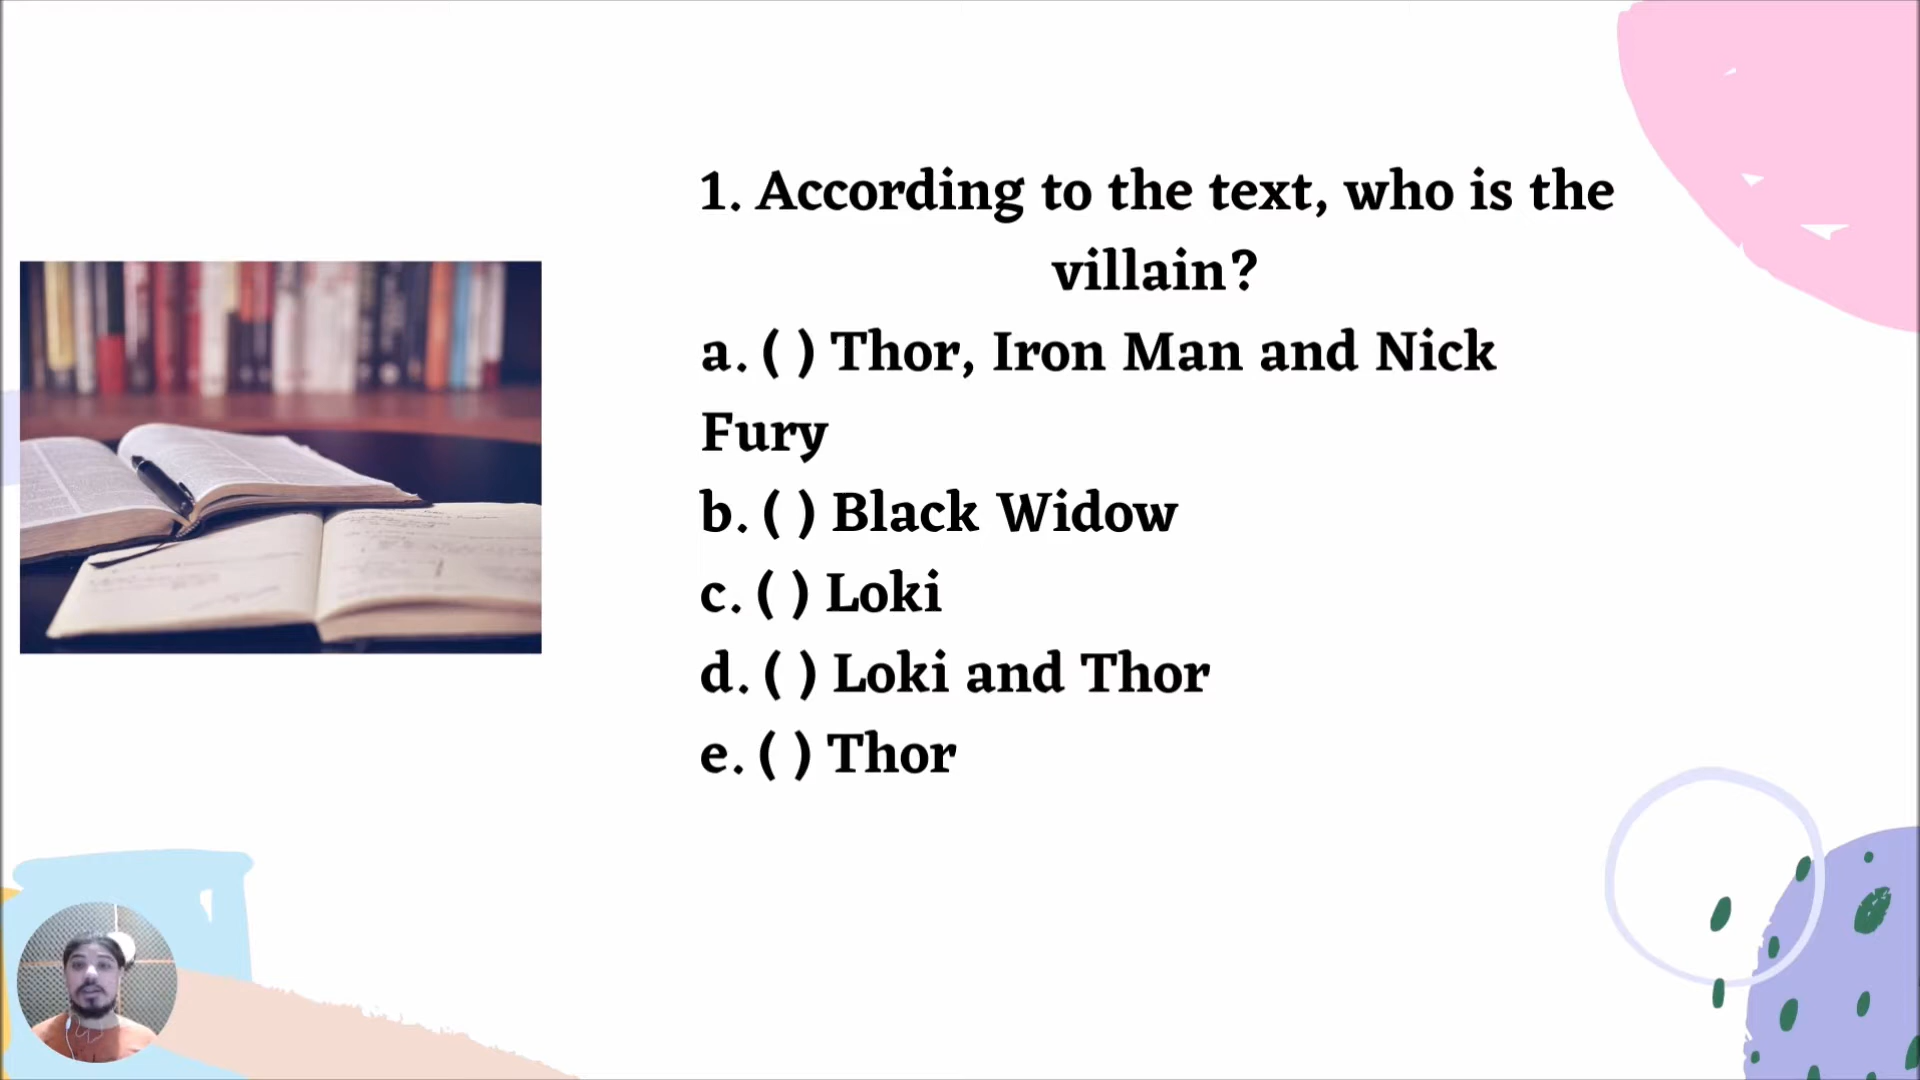 1. According to the text, who is the
villain?
a. ( ) Thor, Iron Man and Nick
Fury
b. ( ) Black Widow
c. ( ) Loki
d. ( ) Loki and Thor
e. ( ) Thor